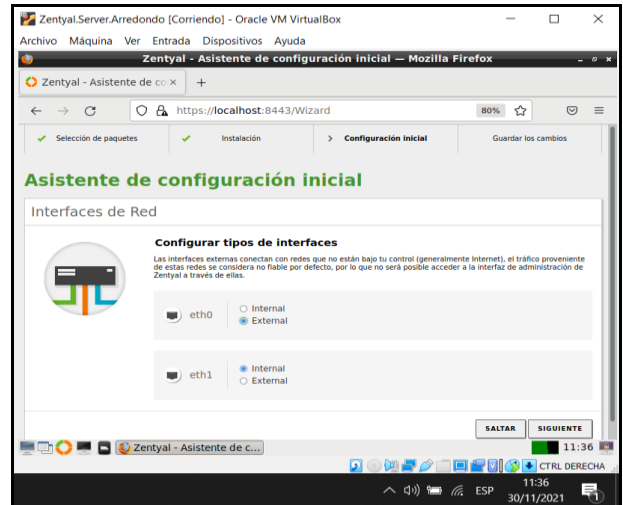 Zentyal.Server.Arredondo [Corriendo] - Oracle VM VirtualBox
Archivo Máquina Ver Entrada Dispositivos Ayuda
Zentyal - Asistente de configuración inicial — Mozilla Firefox
Zentyal - Asistente de co
https://localhost:8443/Wizard 80%
Selección de paquetes Instalación Configuración inicial Guardar los cambios
Asistente de configuración inicial
Interfaces de Red
Configurar tipos de interfaces
Las interfaces externas conectan con redes que no están bajo tu control (generalmente Internet), el tráfico proveniente
de estas redes se considera no fiable por defecto, por lo que no será posible acceder a la interfaz de administración de
Zentyal a través de ellas.
eth0
Internal
External
eth1
Internal
External
SALTAR SIGUIENTE
Zentyal - Asistente de c... 11:36
CTRL DERECHA
ESP 11:36
30/11/2021
1